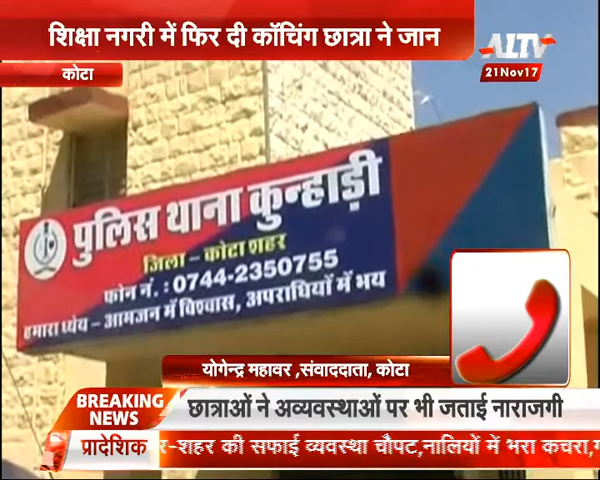 शिक्षा नगरी में फिर दी कॉचिंग छात्रा ने जान
ALTV
21Nov17
कोटा
पुलिस थाना कुन्हाड़ी
जिला - कोटा शहर
फोन नं. : 0744-2350755
हमारा ध्येय - आमजन में विश्वास, अपराधियों में भय
योगेन्द्र महावर ,संवाददाता, कोटा
BREAKING NEWS
छात्राओं ने अव्यवस्थाओं पर भी जताई नाराजगी
प्रादेशिक
र-शहर की सफाई व्यवस्था चौपट,नालियों में भरा कचरा,